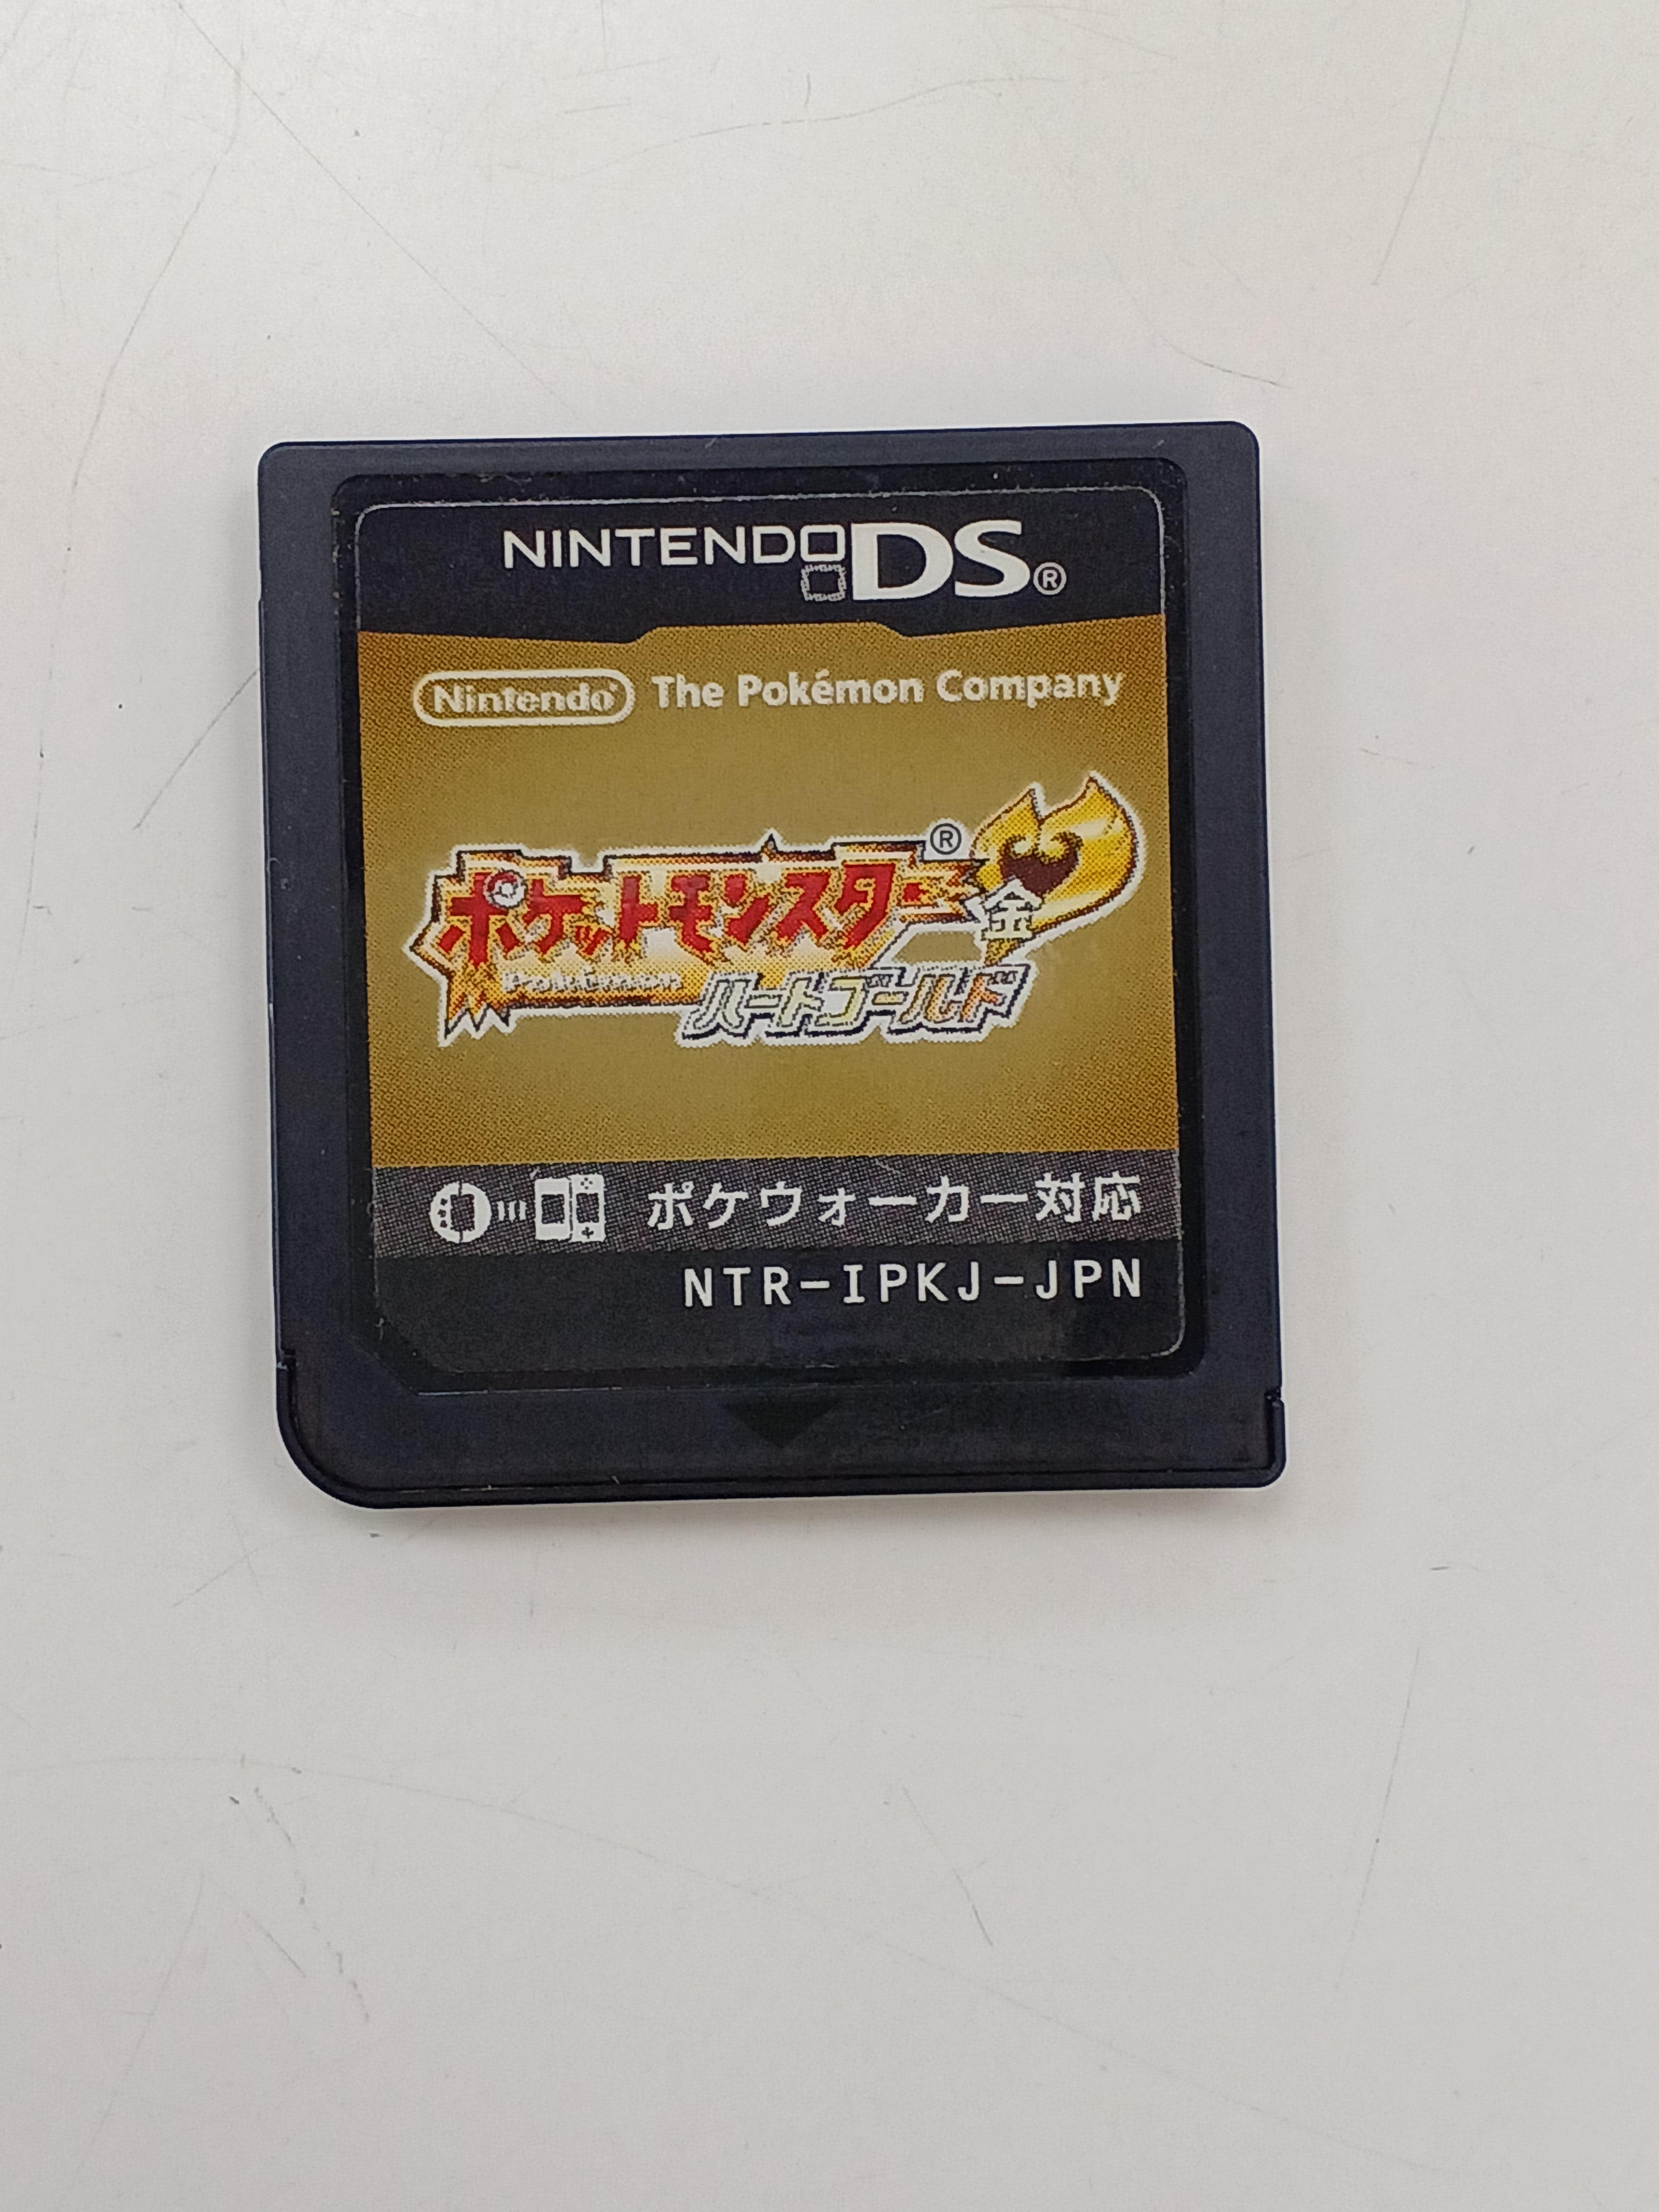 NINTENDO DS®
Nintendo® The Pokémon Company
ポケットモンスター®
金
Pokémon
ハートゴールド
ポケウォーカー対応
NTR-IPKJ-JPN